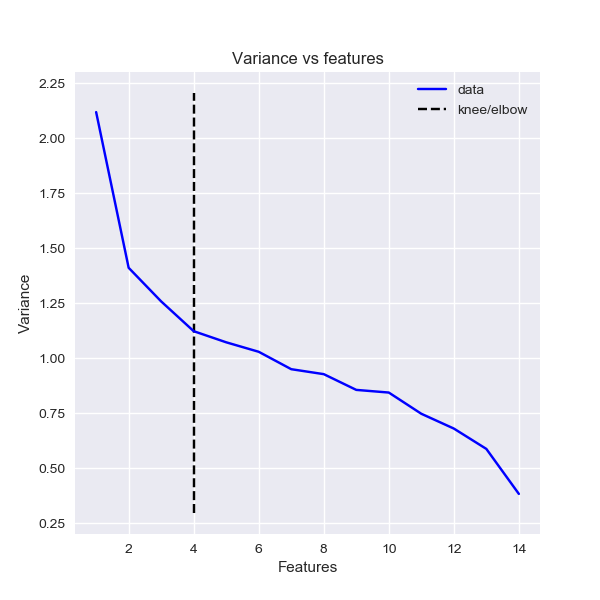 Variance vs features
data
knee/elbow
2.25
2.00
1.75
1.50
1.25
1.00
0.75
0.50
0.25
Variance
2 4 6 8 10 12 14
Features